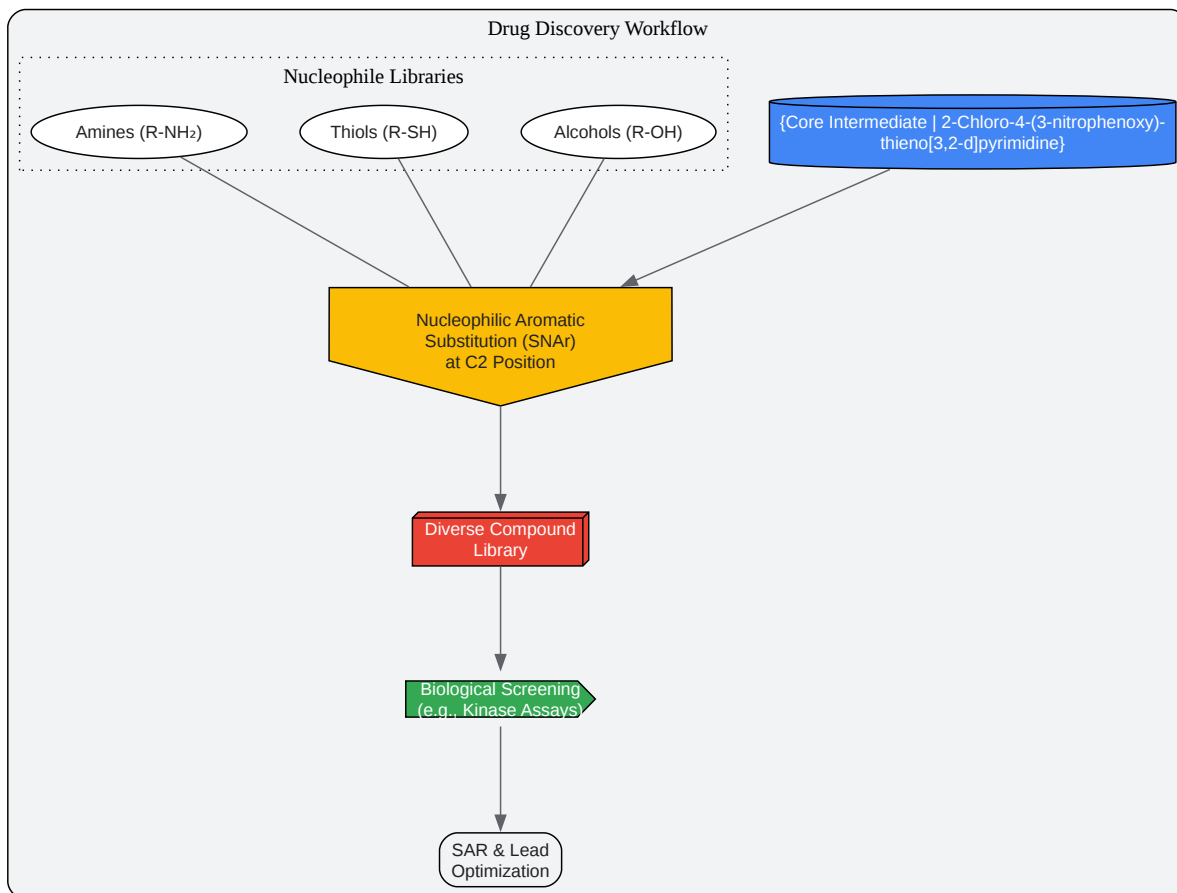 Drug Discovery Workflow
Nucleophile Libraries
Amines (R-NH₂)
Thiols (R-SH)
Alcohols (R-OH)
{Core Intermediate | 2-Chloro-4-(3-nitrophenoxy)-
thieno[3,2-d]pyrimidine}
Nucleophilic Aromatic
Substitution (SNAr)
at C2 Position
Diverse Compound
Library
Biological Screening
(e.g., Kinase Assays)
SAR & Lead
Optimization